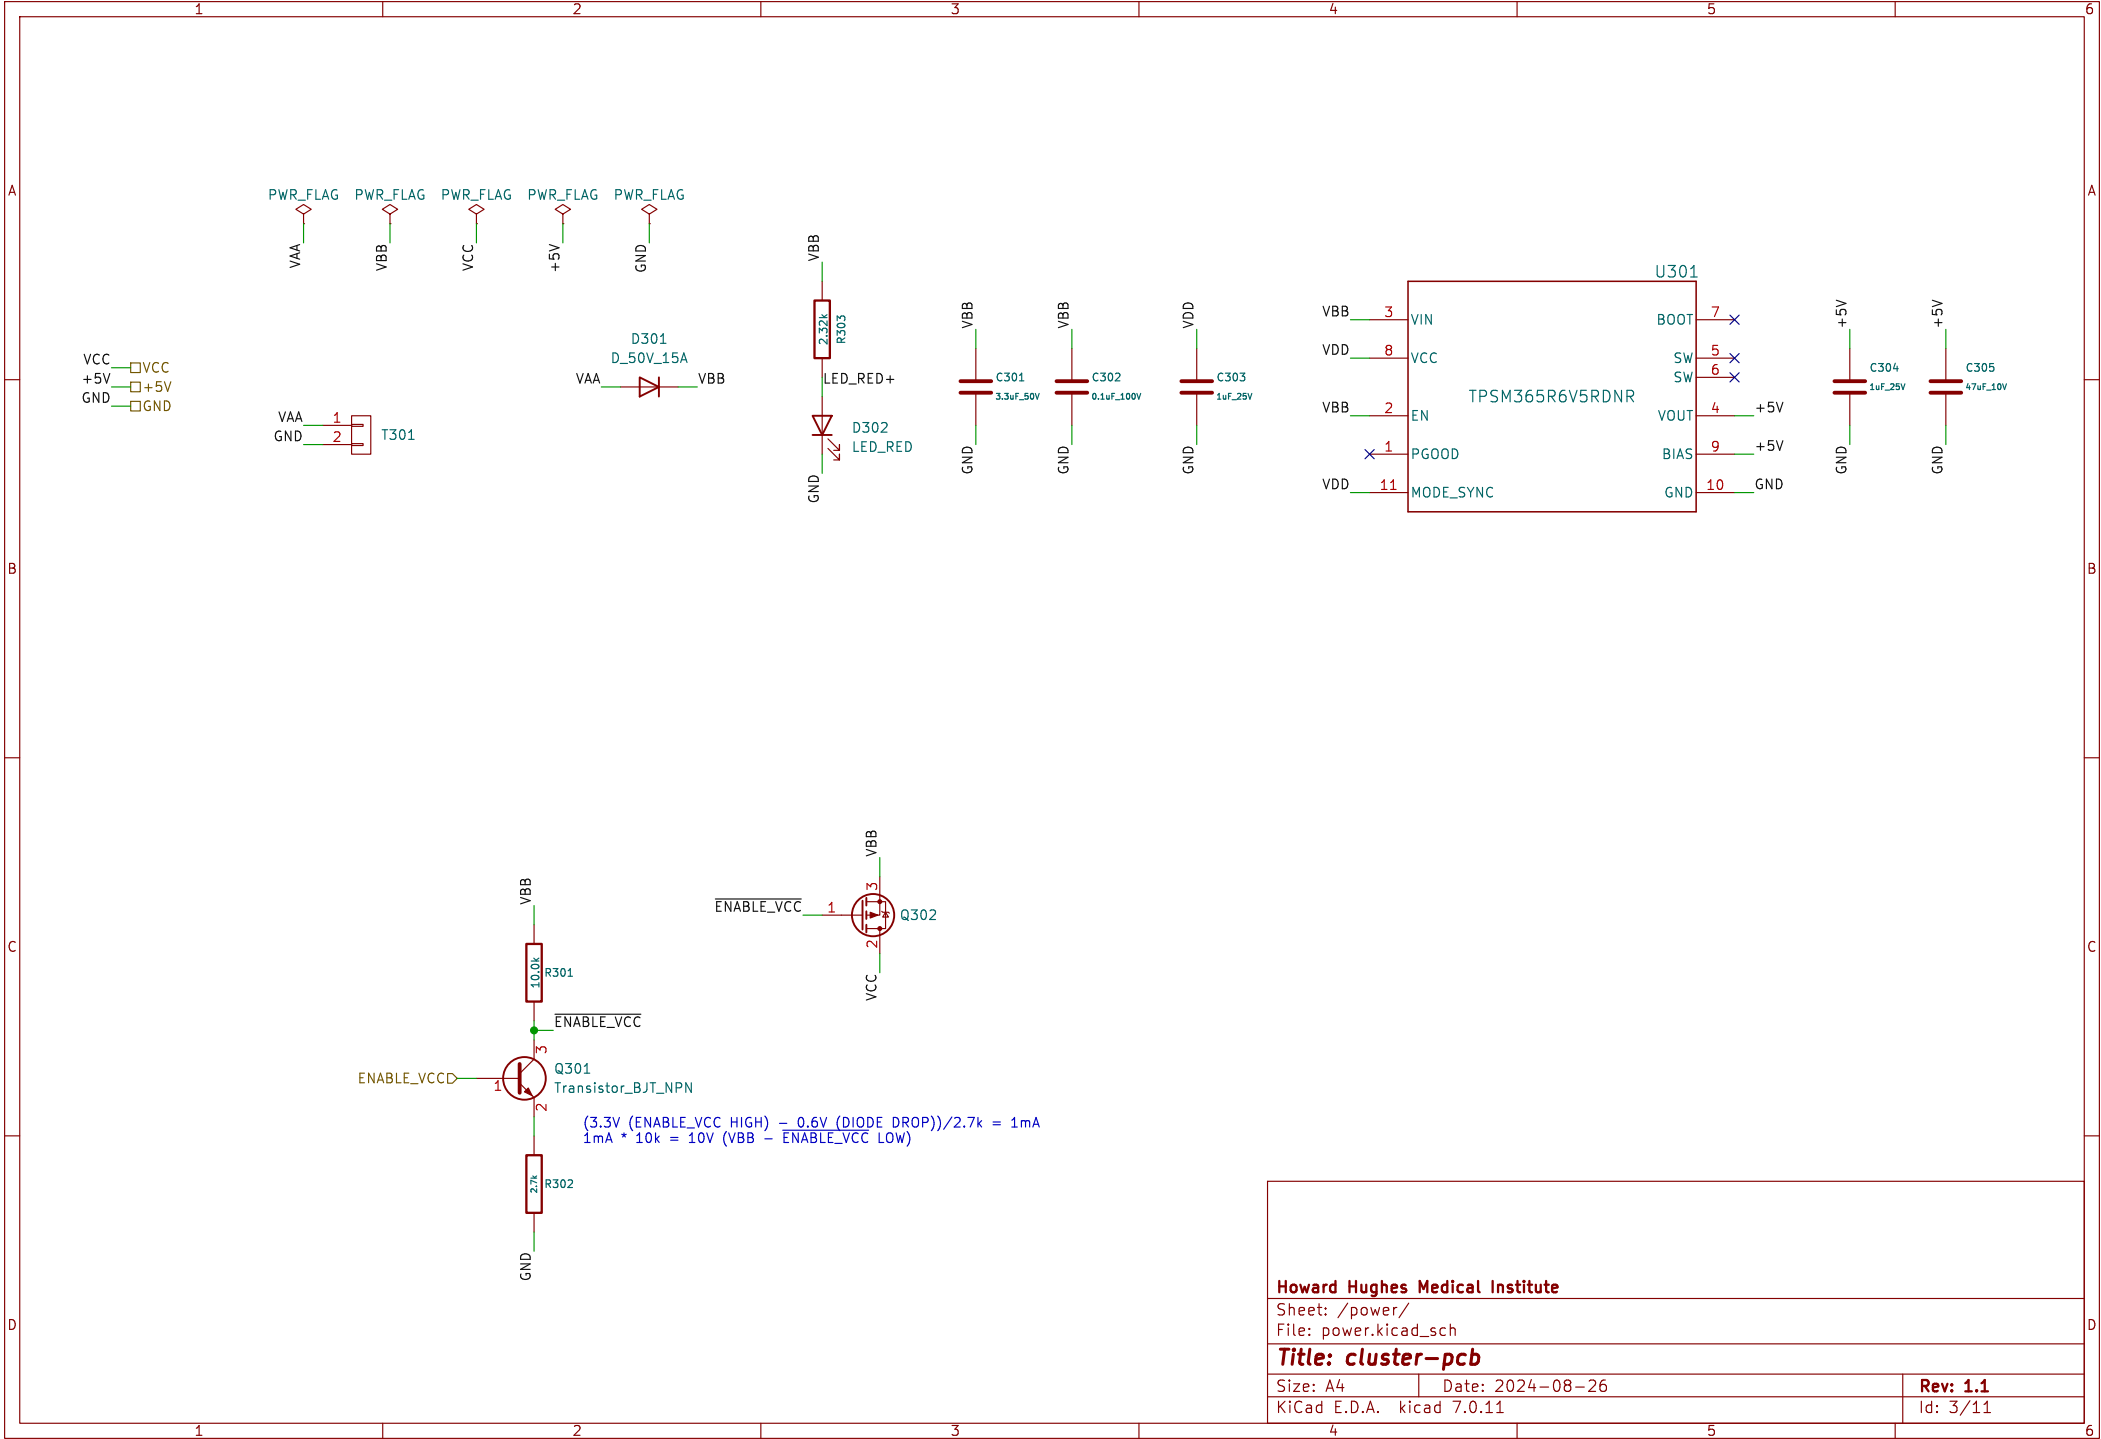 1 2 3 4 5 6
A A
PWR_FLAG PWR_FLAG PWR_FLAG PWR_FLAG PWR_FLAG
VAA VBB VCC +5V GND
VCC VCC
+5V +5V
GND GND
VAA 1
GND 2
T301
D301
D_50V_15A
VAA VBB
VBB
2.32k
R303
LED_RED+
D302
LED_RED
GND
VBB
C301
3.3uF_50V
GND
VBB
C302
0.1uF_100V
GND
VDD
C303
1uF_25V
GND
U301
TPSM365R6V5RDNR
VBB 3 VIN
VDD 8 VCC
VBB 2 EN
1 PGOOD
VDD 11 MODE_SYNC
BOOT 7
SW 5
SW 6
VOUT 4 +5V
BIAS 9 +5V
GND 10 GND
+5V
C304
1uF_25V
GND
+5V
C305
47uF_10V
GND
B B
VBB
3
ENABLE_VCC 1
Q302
2
VCC
VBB
10.0k
R301
ENABLE_VCC
C C
3
Q301
ENABLE_VCC 1
Transistor_BJT_NPN
2
(3.3V (ENABLE_VCC HIGH) - 0.6V (DIODE DROP))/2.7k = 1mA
1mA * 10k = 10V (VBB - ENABLE_VCC LOW)
2.7k
R302
GND
D D
Howard Hughes Medical Institute
Sheet: /power/
File: power.kicad_sch
Title: cluster-pcb
Size: A4 Date: 2024-08-26 Rev: 1.1
KiCad E.D.A. kicad 7.0.11 Id: 3/11
1 2 3 4 5 6